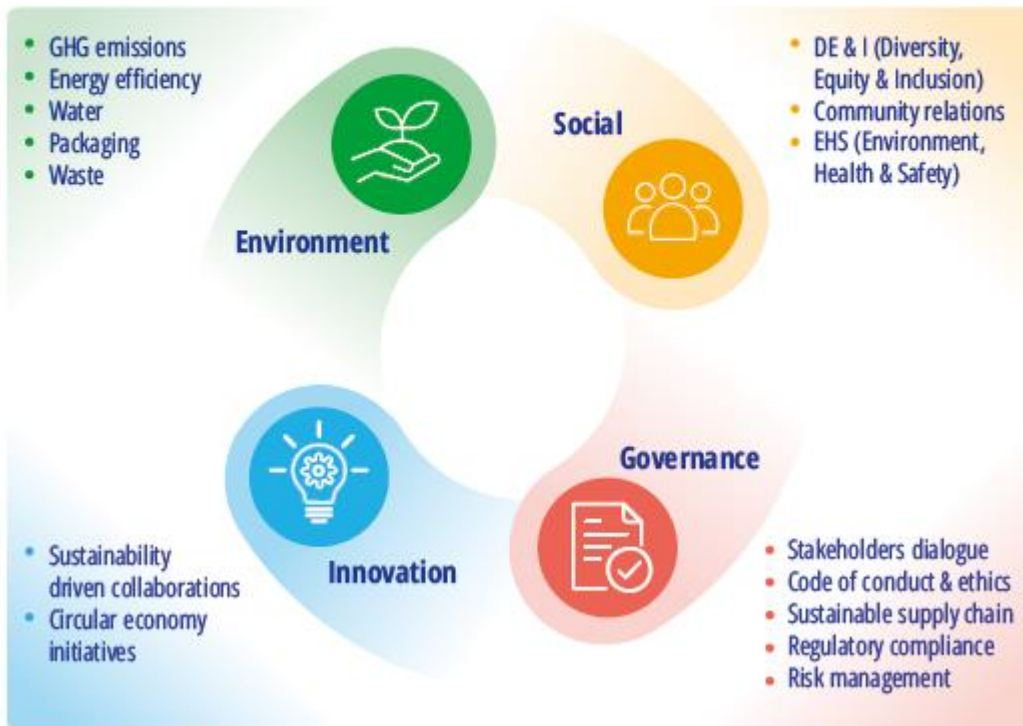 GHG emissions
Energy efficiency
Water
Packaging
Waste
Environment
Social
DE & I (Diversity,
Equity & Inclusion)
Community relations
EHS (Environment,
Health & Safety)
Innovation
Sustainability
driven collaborations
Circular economy
initiatives
Governance
Stakeholders dialogue
Code of conduct & ethics
Sustainable supply chain
Regulatory compliance
Risk management